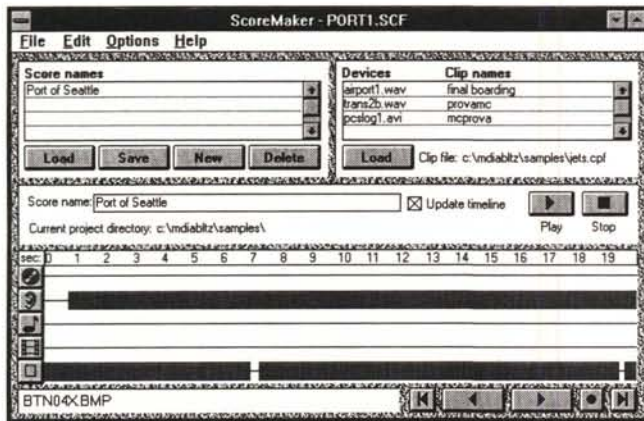 ScoreMaker - PORT1.SCF
File Edit Options Help
Score names
Port of Seattle
Load Save New Delete
Devices Clip names
airport1.wav final boarding
trans2b.wav provamc
pcslog1.avi mcprova
Load Clip file: c:\mdiabltz\samples\jets.cpf
Score name: Port of Seattle Update timeline
Play Stop
Current project directory: c:\mdiabltz\samples\
sec: 0 1 2 3 4 5 6 7 8 9 10 11 12 13 14 15 16 17 18 19
BTN04X.BMP